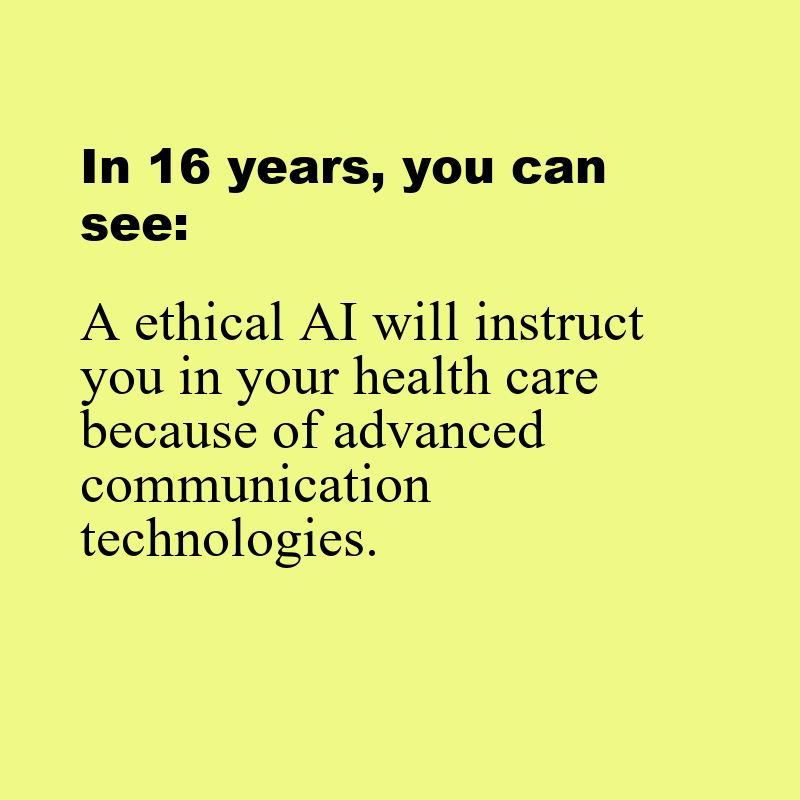 In 16 years, you can
see:
A ethical AI will instruct
you in your health care
because of advanced
communication
technologies.